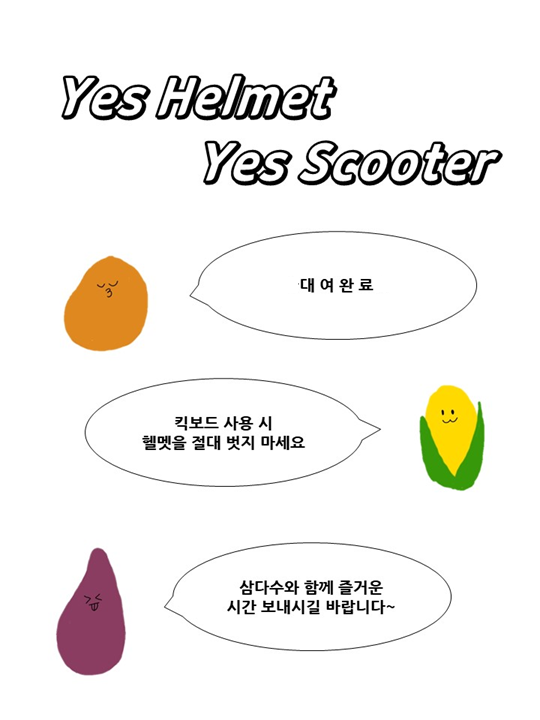 Yes Helmet
Yes Scooter
대 여 완 료
킥보드 사용 시
헬멧을 절대 벗지 마세요
삼다수와 함께 즐거운
시간 보내시길 바랍니다~